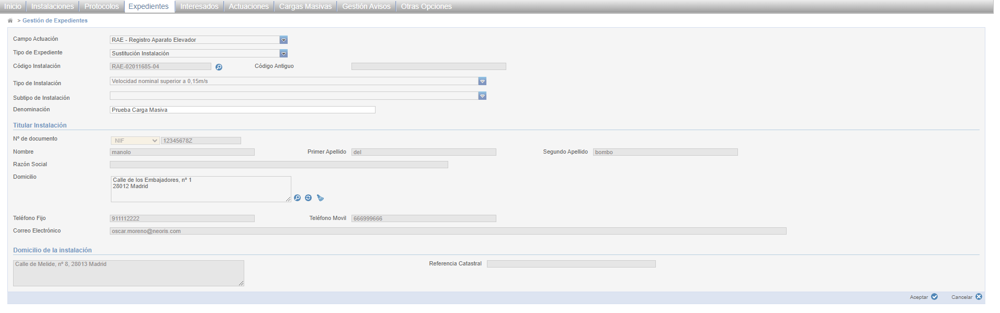 Inicio Instalaciones Protocolos Expedientes Interesados Actuaciones Cargas Masivas Gestión Avisos Otras Opciones
> Gestión de Expedientes
Campo Actuación RAE - Registro Aparato Elevador
Tipo de Expediente Sustitución Instalación
Código Instalación RAE-02011685-04 Código Antiguo
Tipo de Instalación Velocidad nominal superior a 0,15m/s
Subtipo de Instalación
Denominación Prueba Carga Masiva
Titular Instalación
Nº de documento NIF 12345678Z
Nombre manolo Primer Apellido del Segundo Apellido bombo
Razón Social
Domicilio Calle de los Embajadores, nº 1
28012 Madrid
Teléfono Fijo 911112222 Teléfono Movil 666999666
Correo Electrónico oscar.moreno@neoris.com
Domicilio de la instalación
Calle de Melide, nº 8, 28013 Madrid Referencia Catastral
Aceptar Cancelar